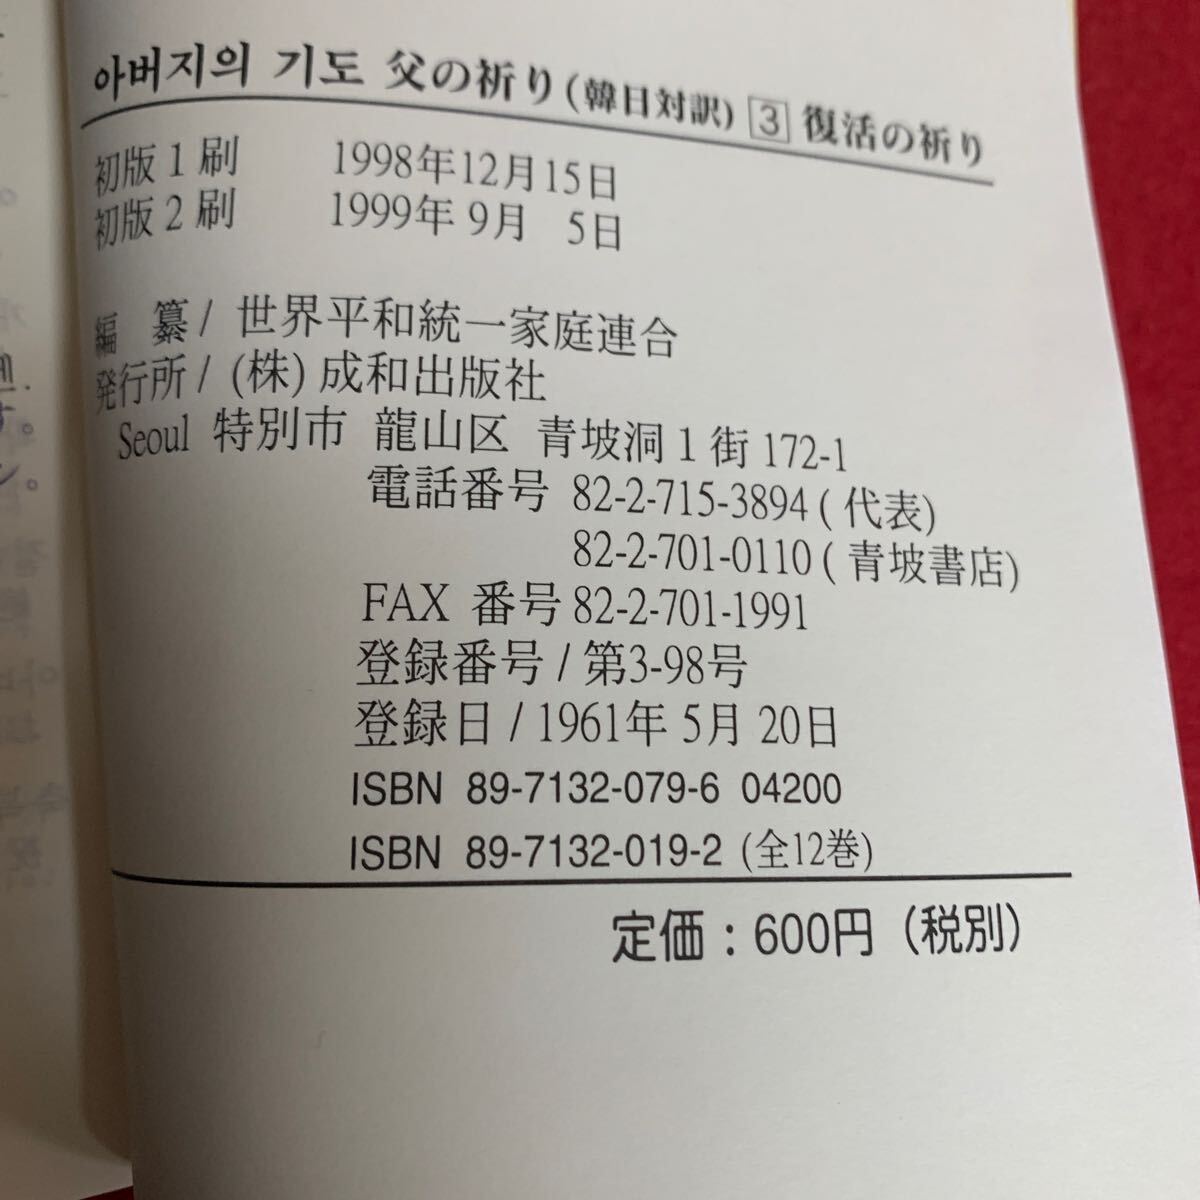 아버지의 기도 父の祈り(韓日対訳) 3 復活の祈り
初版1刷 1998年12月15日
初版2刷 1999年 9月 5日
編 纂/ 世界平和統一家庭連合
発行所/ (株) 成和出版社
Seoul 特別市 龍山区 青坡洞1街172-1
電話番号 82-2-715-3894 (代表)
82-2-701-0110 (青坡書店)
FAX 番号 82-2-701-1991
登録番号/第3-98号
登録日/1961年 5月 20日
ISBN 89-7132-079-6 04200
ISBN 89-7132-019-2 (全12巻)
定価：600円（税別）